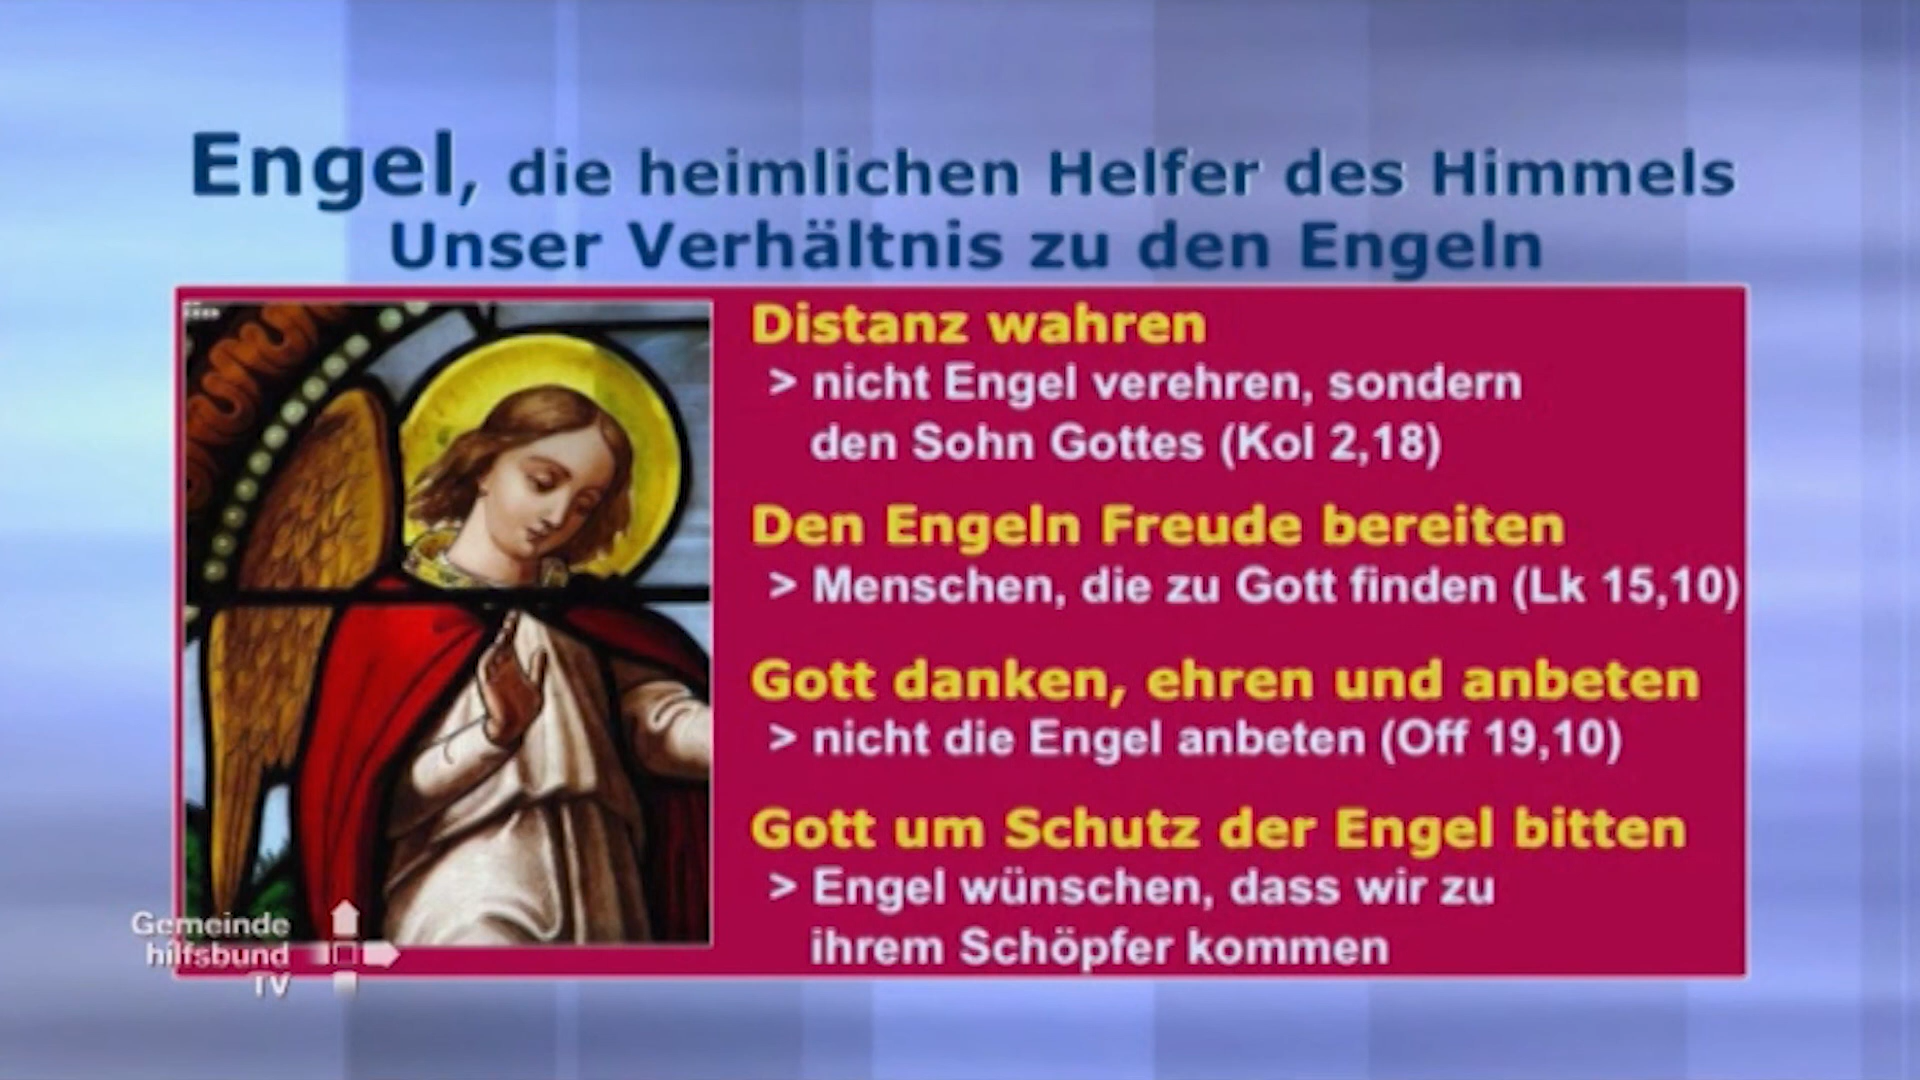 Engel, die heimlichen Helfer des Himmels
Unser Verhältnis zu den Engeln
Distanz wahren
> nicht Engel verehren, sondern
den Sohn Gottes (Kol 2,18)
Den Engeln Freude bereiten
> Menschen, die zu Gott finden (Lk 15,10)
Gott danken, ehren und anbeten
> nicht die Engel anbeten (Off 19,10)
Gott um Schutz der Engel bitten
> Engel wünschen, dass wir zu
ihrem Schöpfer kommen
Gemeinde
hilfsbund
TV